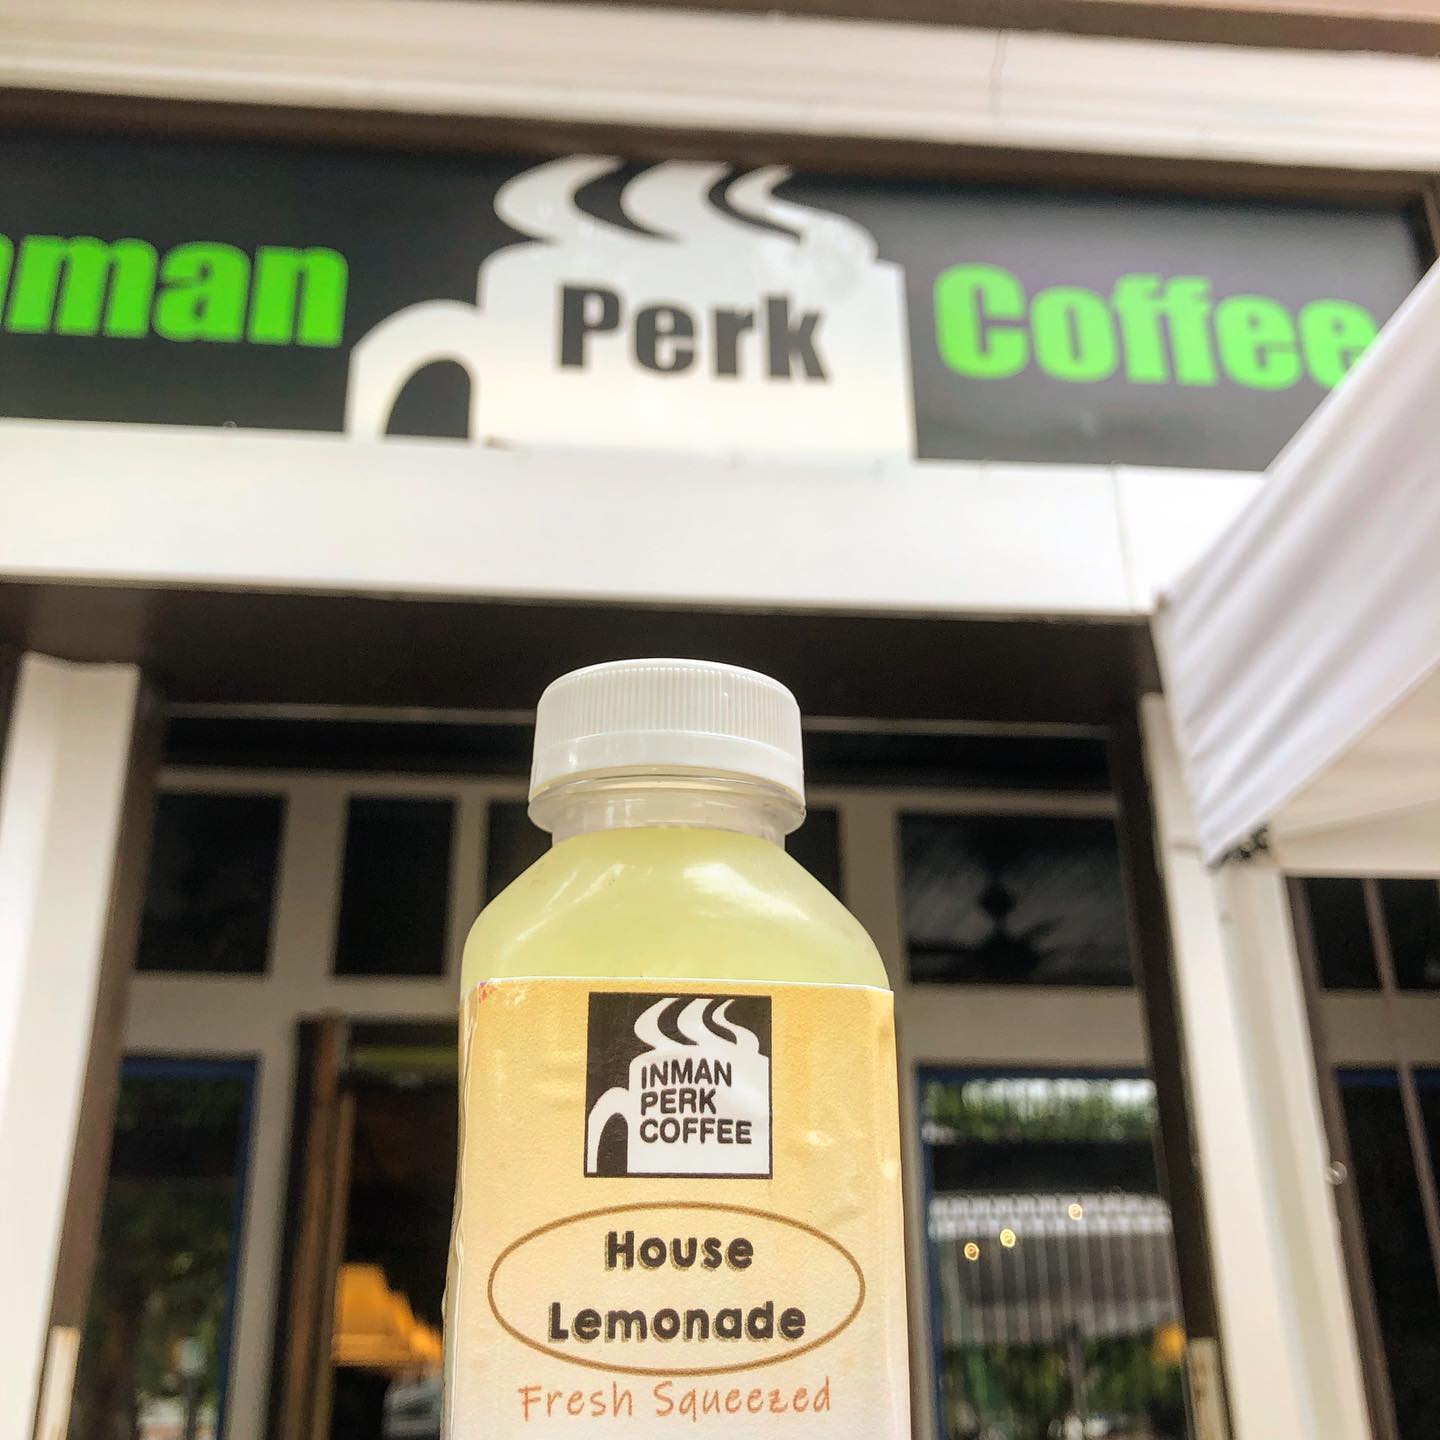 nman Perk Coffee
INMAN
PERK
COFFEE
House
Lemonade
Fresh Squeezed